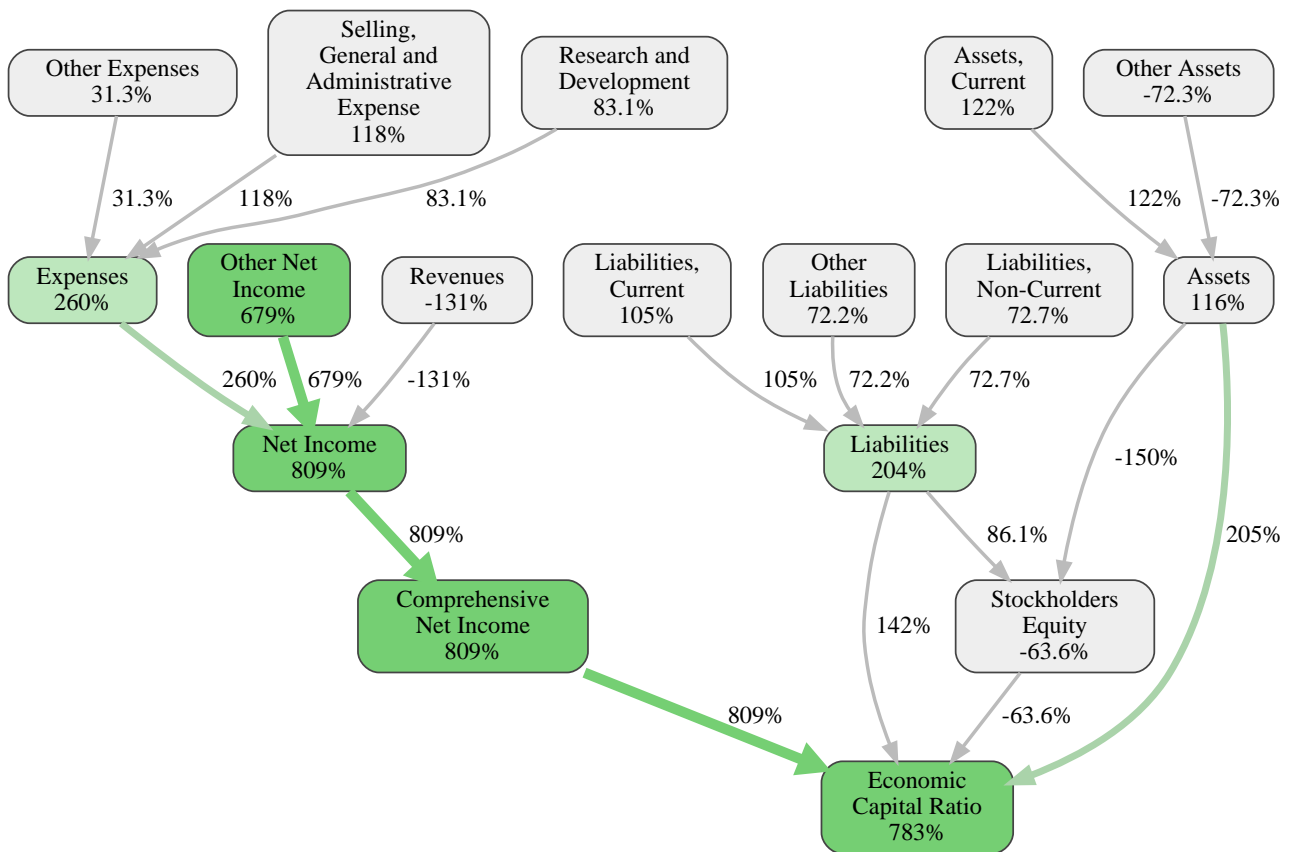 Other Expenses
31.3%
Selling,
General and
Administrative
Expense
118%
Research and
Development
83.1%
Assets,
Current
122%
Other Assets
-72.3%
31.3%
118%
83.1%
122%
-72.3%
Expenses
260%
Other Net
Income
679%
Revenues
-131%
Liabilities,
Current
105%
Other
Liabilities
72.2%
Liabilities,
Non-Current
72.7%
Assets
116%
260%
679%
-131%
105%
72.2%
72.7%
Net Income
809%
Liabilities
204%
-150%
809%
86.1%
205%
Comprehensive
Net Income
809%
142%
Stockholders
Equity
-63.6%
809%
-63.6%
Economic
Capital Ratio
783%